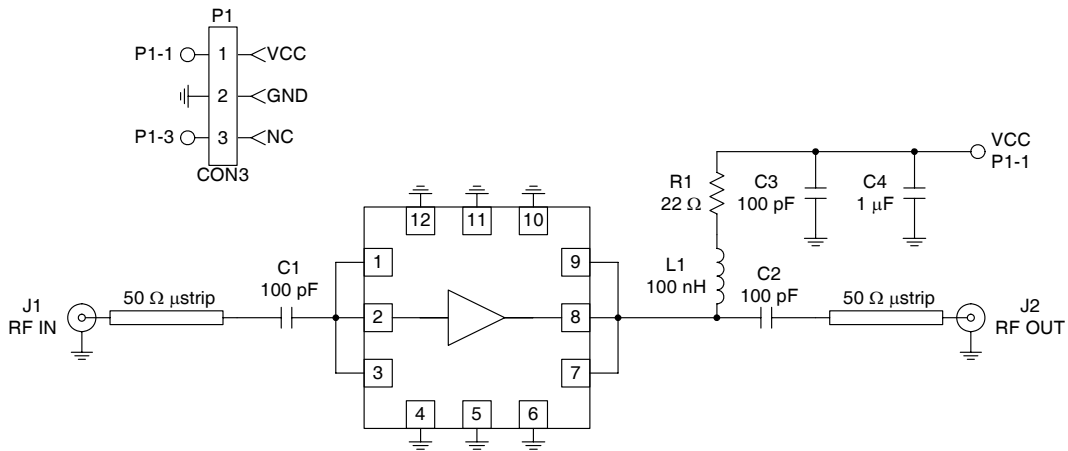 P1
P1-1 1 VCC
2 GND
P1-3 3 NC
CON3
VCC
P1-1
R1
22 Ω
C3
100 pF
C4
1 μF
12 11 10
1 9
L1
100 nH
C1
100 pF
C2
100 pF
J1
RF IN
50 Ω μstrip
2 8
50 Ω μstrip
J2
RF OUT
3 7
4 5 6